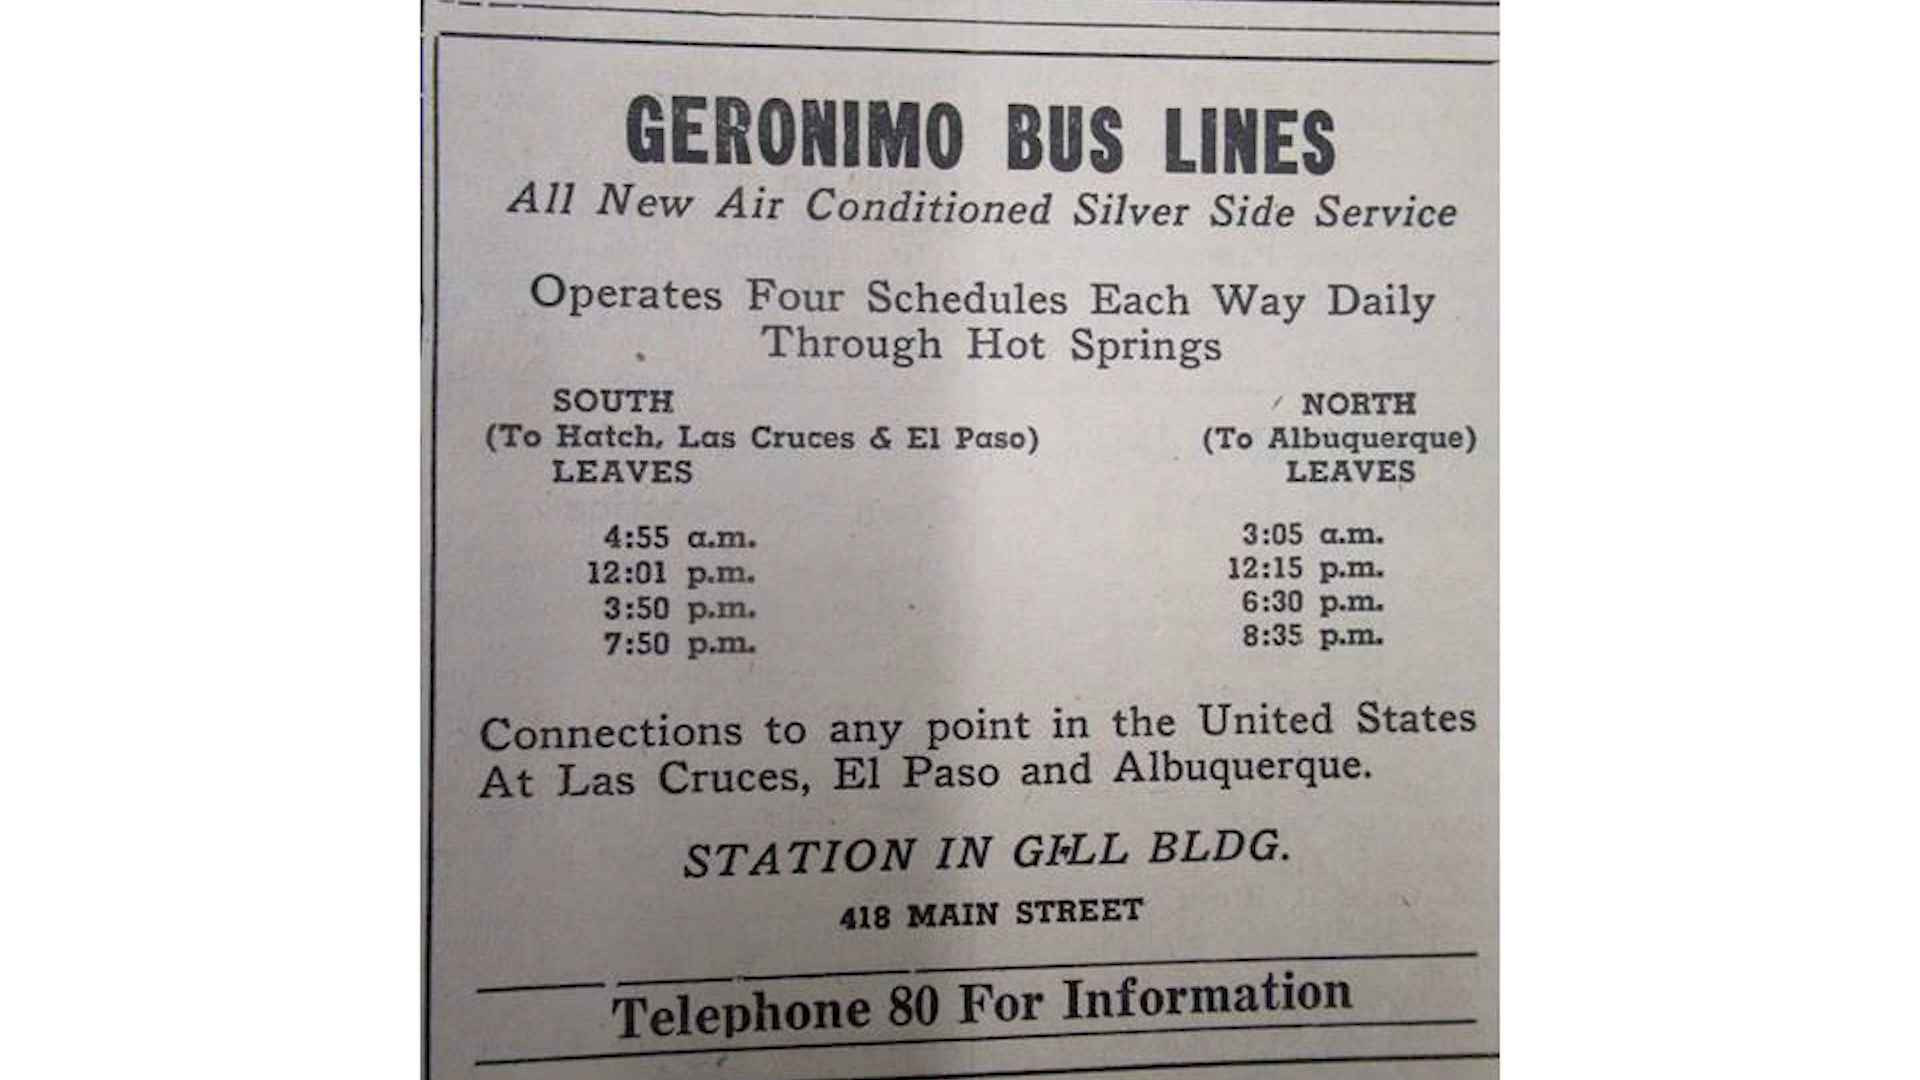 GERONIMO BUS LINES
All New Air Conditioned Silver Side Service
Operates Four Schedules Each Way Daily
Through Hot Springs
SOUTH
(To Hatch, Las Cruces & El Paso)
LEAVES
4:55 a.m.
12:01 p.m.
3:50 p.m.
7:50 p.m.
NORTH
(To Albuquerque)
LEAVES
3:05 a.m.
12:15 p.m.
6:30 p.m.
8:35 p.m.
Connections to any point in the United States
At Las Cruces, El Paso and Albuquerque.
STATION IN GILL BLDG.
418 MAIN STREET
Telephone 80 For Information